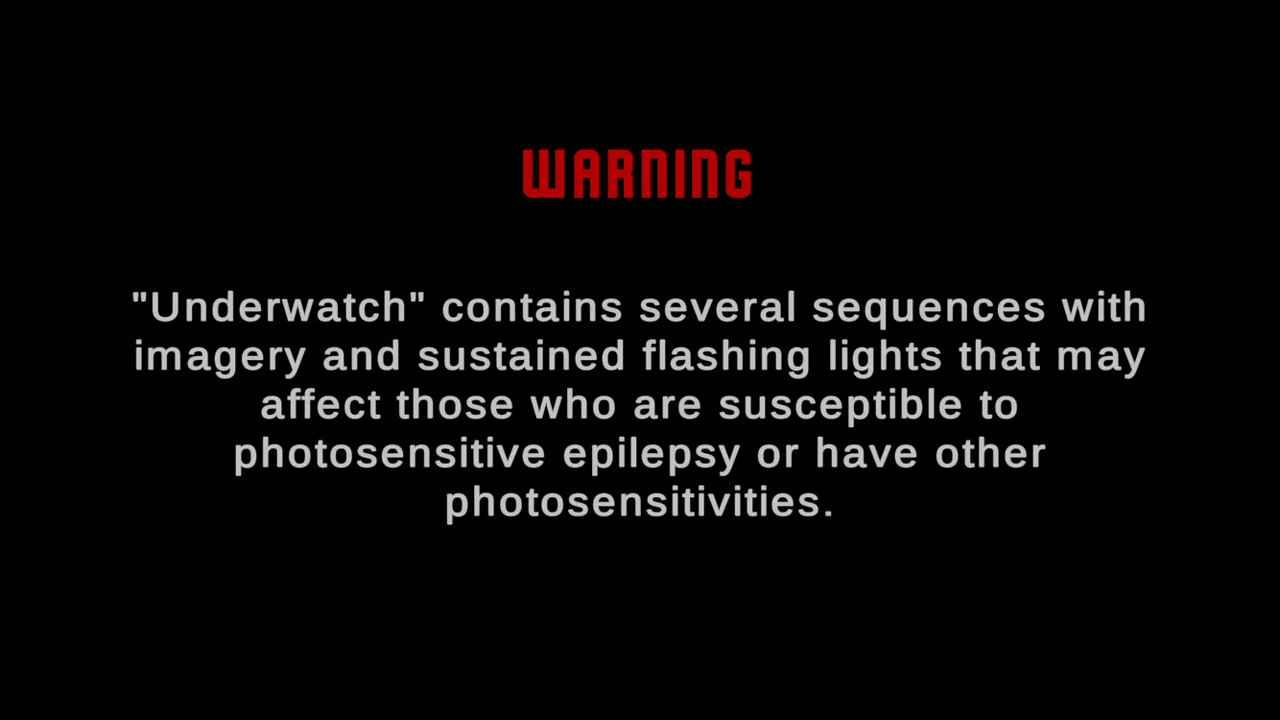 WARNING
"Underwatch" contains several sequences with
imagery and sustained flashing lights that may
affect those who are susceptible to
photosensitive epilepsy or have other
photosensitivities.